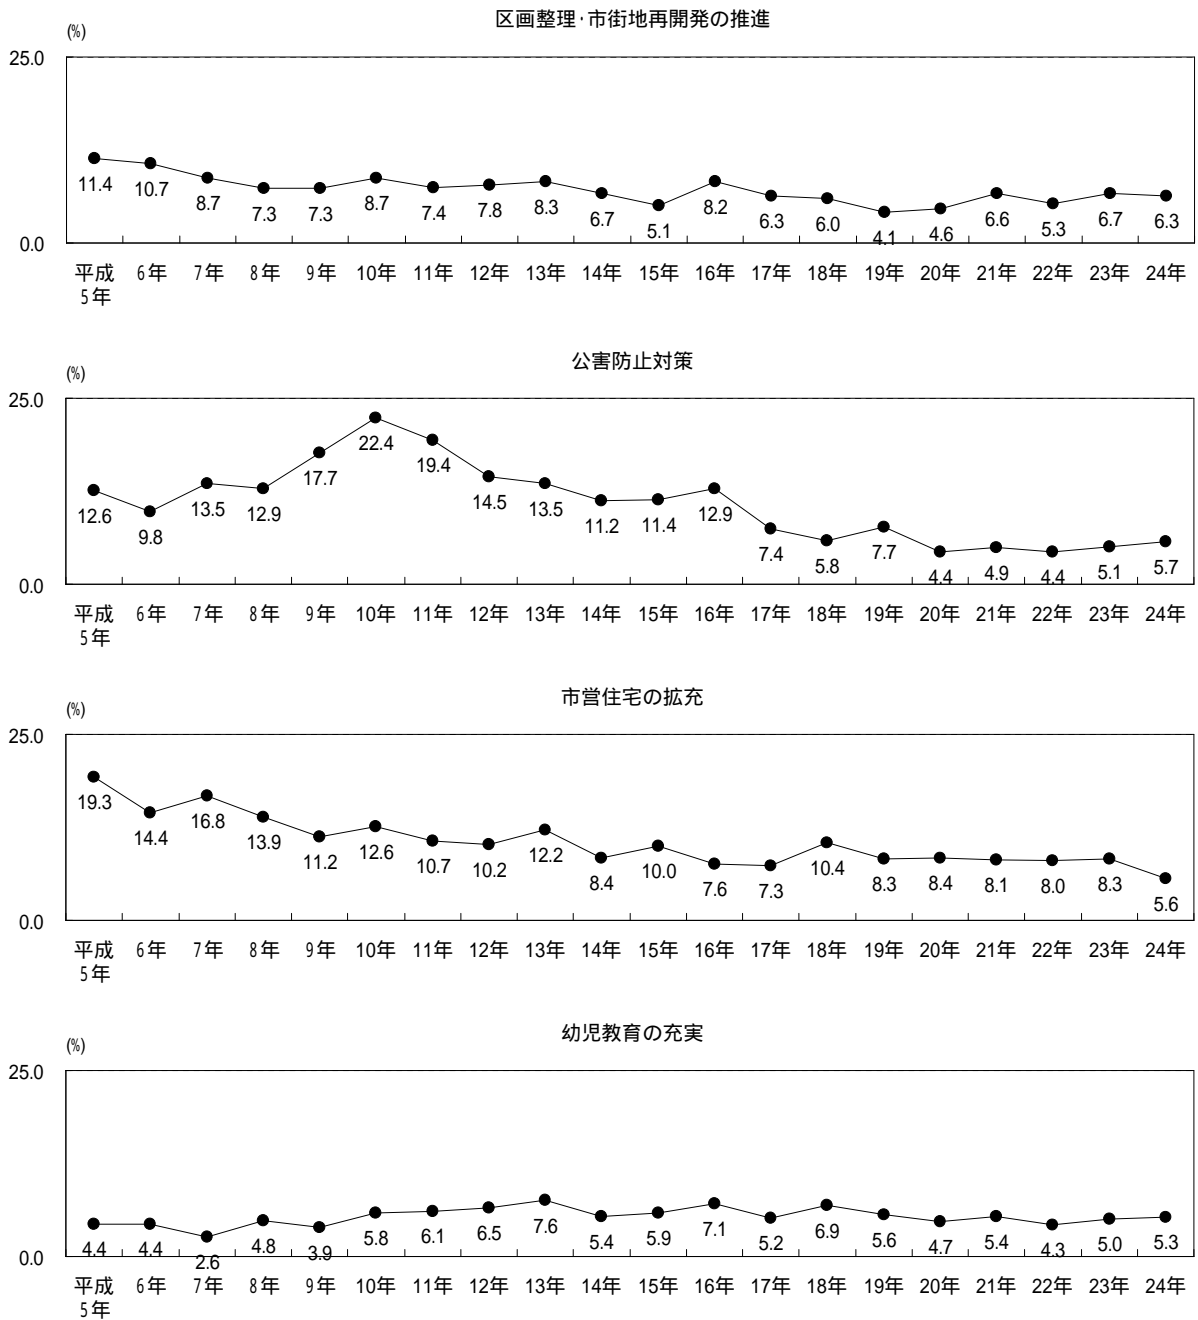 区画整理･市街地再開発の推進
(%)
25.0
11.4 10.7 8.7 7.3 7.3 8.7 7.4 7.8 8.3 6.7 5.1 8.2 6.3 6.0 4.1 4.6 6.6 5.3 6.7 6.3
0.0
平成 6年 7年 8年 9年 10年 11年 12年 13年 14年 15年 16年 17年 18年 19年 20年 21年 22年 23年 24年
5年
公害防止対策
(%)
25.0
12.6 9.8 13.5 12.9 17.7 22.4 19.4 14.5 13.5 11.2 11.4 12.9 7.4 5.8 7.7 4.4 4.9 4.4 5.1 5.7
0.0
平成 6年 7年 8年 9年 10年 11年 12年 13年 14年 15年 16年 17年 18年 19年 20年 21年 22年 23年 24年
5年
市営住宅の拡充
(%)
25.0
19.3 14.4 16.8 13.9 11.2 12.6 10.7 10.2 12.2 8.4 10.0 7.6 7.3 10.4 8.3 8.4 8.1 8.0 8.3 5.6
0.0
平成 6年 7年 8年 9年 10年 11年 12年 13年 14年 15年 16年 17年 18年 19年 20年 21年 22年 23年 24年
5年
幼児教育の充実
(%)
25.0
4.4 4.4 2.6 4.8 3.9 5.8 6.1 6.5 7.6 5.4 5.9 7.1 5.2 6.9 5.6 4.7 5.4 4.3 5.0 5.3
0.0
平成 6年 7年 8年 9年 10年 11年 12年 13年 14年 15年 16年 17年 18年 19年 20年 21年 22年 23年 24年
5年